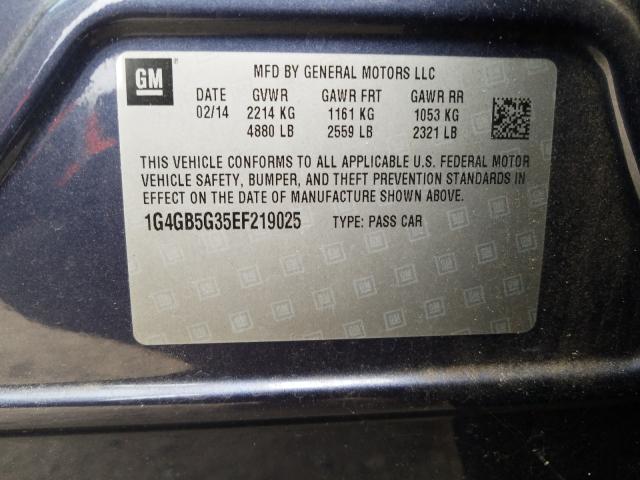 GM
MFD BY GENERAL MOTORS LLC
DATE GVWR GAWR FRT GAWR RR
02/14 2214 KG 1161 KG 1053 KG
4880 LB 2559 LB 2321 LB
THIS VEHICLE CONFORMS TO ALL APPLICABLE U.S. FEDERAL MOTOR
VEHICLE SAFETY, BUMPER, AND THEFT PREVENTION STANDARDS IN
EFFECT ON THE DATE OF MANUFACTURE SHOWN ABOVE.
1G4GB5G35EF219025 TYPE: PASS CAR